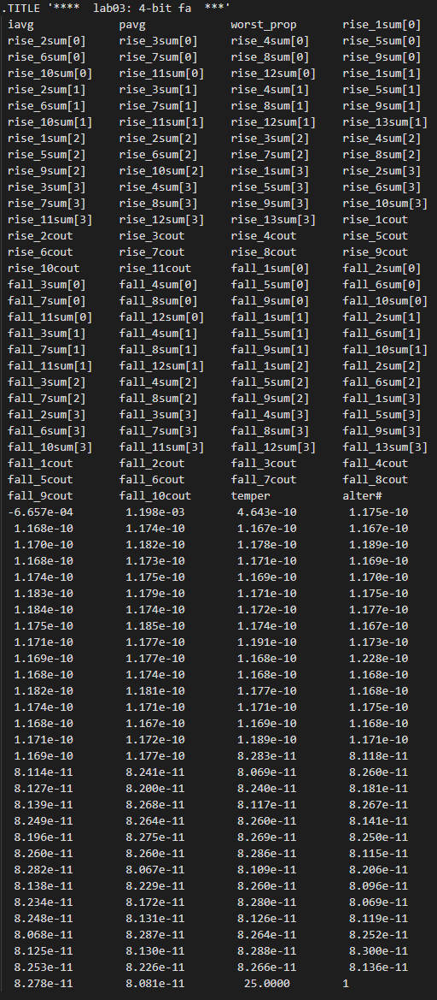 .TITLE '****  lab03: 4-bit fa  ***'
iavg pavg worst_prop rise_1sum[0]
rise_2sum[0] rise_3sum[0] rise_4sum[0] rise_5sum[0]
rise_6sum[0] rise_7sum[0] rise_8sum[0] rise_9sum[0]
rise_10sum[0] rise_11sum[0] rise_12sum[0] rise_1sum[1]
rise_2sum[1] rise_3sum[1] rise_4sum[1] rise_5sum[1]
rise_6sum[1] rise_7sum[1] rise_8sum[1] rise_9sum[1]
rise_10sum[1] rise_11sum[1] rise_12sum[1] rise_13sum[1]
rise_1sum[2] rise_2sum[2] rise_3sum[2] rise_4sum[2]
rise_5sum[2] rise_6sum[2] rise_7sum[2] rise_8sum[2]
rise_9sum[2] rise_10sum[2] rise_1sum[3] rise_2sum[3]
rise_3sum[3] rise_4sum[3] rise_5sum[3] rise_6sum[3]
rise_7sum[3] rise_8sum[3] rise_9sum[3] rise_10sum[3]
rise_11sum[3] rise_12sum[3] rise_13sum[3] rise_1cout
rise_2cout rise_3cout rise_4cout rise_5cout
rise_6cout rise_7cout rise_8cout rise_9cout
rise_10cout rise_11cout fall_1sum[0] fall_2sum[0]
fall_3sum[0] fall_4sum[0] fall_5sum[0] fall_6sum[0]
fall_7sum[0] fall_8sum[0] fall_9sum[0] fall_10sum[0]
fall_11sum[0] fall_12sum[0] fall_1sum[1] fall_2sum[1]
fall_3sum[1] fall_4sum[1] fall_5sum[1] fall_6sum[1]
fall_7sum[1] fall_8sum[1] fall_9sum[1] fall_10sum[1]
fall_11sum[1] fall_12sum[1] fall_1sum[2] fall_2sum[2]
fall_3sum[2] fall_4sum[2] fall_5sum[2] fall_6sum[2]
fall_7sum[2] fall_8sum[2] fall_9sum[2] fall_1sum[3]
fall_2sum[3] fall_3sum[3] fall_4sum[3] fall_5sum[3]
fall_6sum[3] fall_7sum[3] fall_8sum[3] fall_9sum[3]
fall_10sum[3] fall_11sum[3] fall_12sum[3] fall_13sum[3]
fall_1cout fall_2cout fall_3cout fall_4cout
fall_5cout fall_6cout fall_7cout fall_8cout
fall_9cout fall_10cout temper alter#
-6.657e-04 1.198e-03 4.643e-10 1.175e-10
1.168e-10 1.174e-10 1.167e-10 1.167e-10
1.170e-10 1.182e-10 1.178e-10 1.189e-10
1.168e-10 1.173e-10 1.171e-10 1.169e-10
1.174e-10 1.175e-10 1.169e-10 1.170e-10
1.183e-10 1.179e-10 1.171e-10 1.175e-10
1.184e-10 1.174e-10 1.172e-10 1.177e-10
1.175e-10 1.185e-10 1.174e-10 1.167e-10
1.171e-10 1.177e-10 1.191e-10 1.173e-10
1.169e-10 1.177e-10 1.168e-10 1.228e-10
1.168e-10 1.174e-10 1.168e-10 1.168e-10
1.182e-10 1.181e-10 1.177e-10 1.168e-10
1.174e-10 1.171e-10 1.171e-10 1.175e-10
1.168e-10 1.167e-10 1.169e-10 1.168e-10
1.171e-10 1.172e-10 1.189e-10 1.171e-10
1.169e-10 1.177e-10 8.283e-11 8.118e-11
8.114e-11 8.241e-11 8.069e-11 8.260e-11
8.127e-11 8.200e-11 8.240e-11 8.181e-11
8.139e-11 8.268e-11 8.117e-11 8.267e-11
8.249e-11 8.264e-11 8.260e-11 8.141e-11
8.196e-11 8.275e-11 8.269e-11 8.250e-11
8.260e-11 8.260e-11 8.286e-11 8.115e-11
8.282e-11 8.067e-11 8.109e-11 8.206e-11
8.138e-11 8.229e-11 8.260e-11 8.096e-11
8.234e-11 8.172e-11 8.280e-11 8.069e-11
8.248e-11 8.131e-11 8.126e-11 8.119e-11
8.068e-11 8.287e-11 8.264e-11 8.252e-11
8.125e-11 8.130e-11 8.288e-11 8.300e-11
8.253e-11 8.226e-11 8.266e-11 8.136e-11
8.278e-11 8.081e-11 25.0000 1